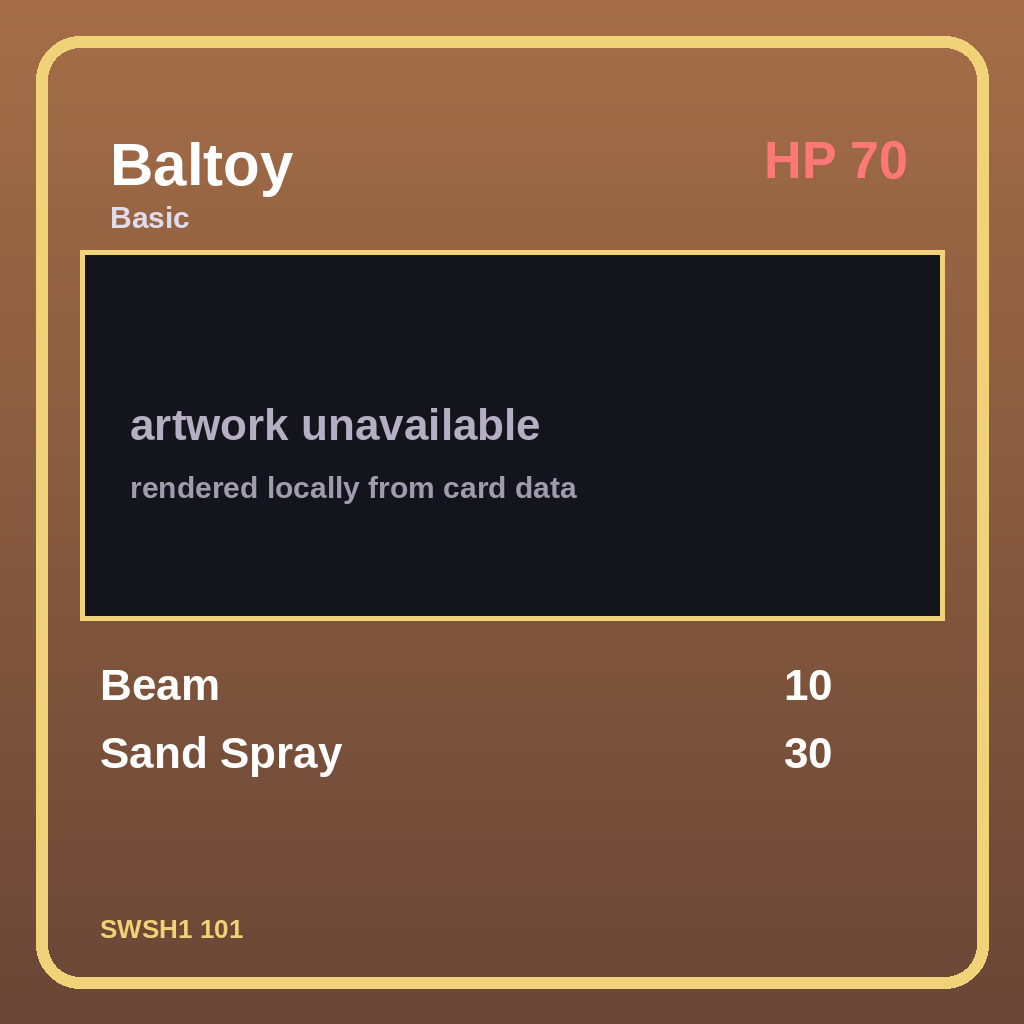 Baltoy
HP 70
Basic
artwork unavailable
rendered locally from card data
Beam 10
Sand Spray 30
SWSH1 101